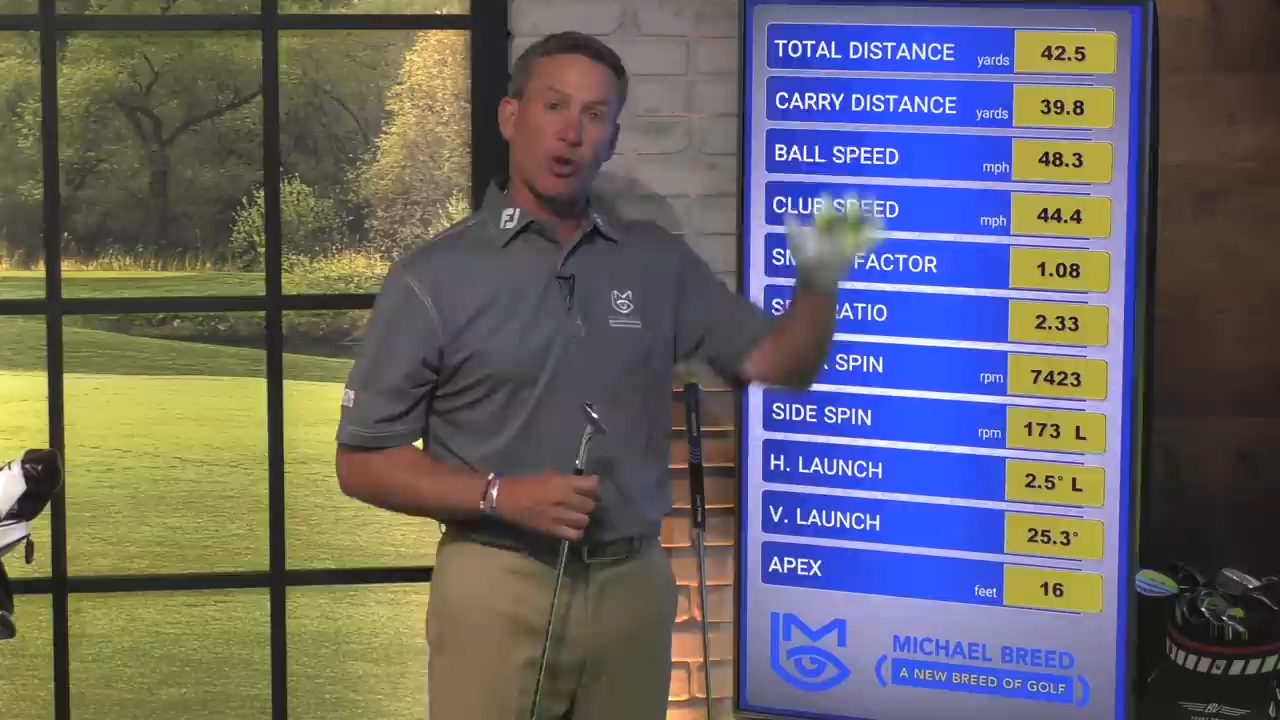 TOTAL DISTANCE yards 42.5
CARRY DISTANCE yards 39.8
BALL SPEED mph 48.3
CLUB SPEED mph 44.4
FACTOR 1.08
RATIO 2.33
SPIN rpm 7423
SIDE SPIN rpm 173 L
H. LAUNCH 2.5° L
V. LAUNCH 25.3°
APEX feet 16
MICHAEL BREED
A NEW BREED OF GOLF
FJ